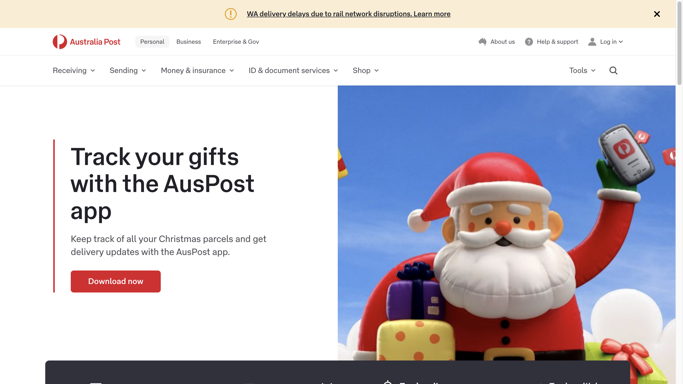 WA delivery delays due to rail network disruptions. Learn more
Australia Post
Personal
Business
Enterprise & Gov
About us
Help & support
Log in
Receiving
Sending
Money & insurance
ID & document services
Shop
Tools
Track your gifts
with the AusPost
app
Keep track of all your Christmas parcels and get
delivery updates with the AusPost app.
Download now